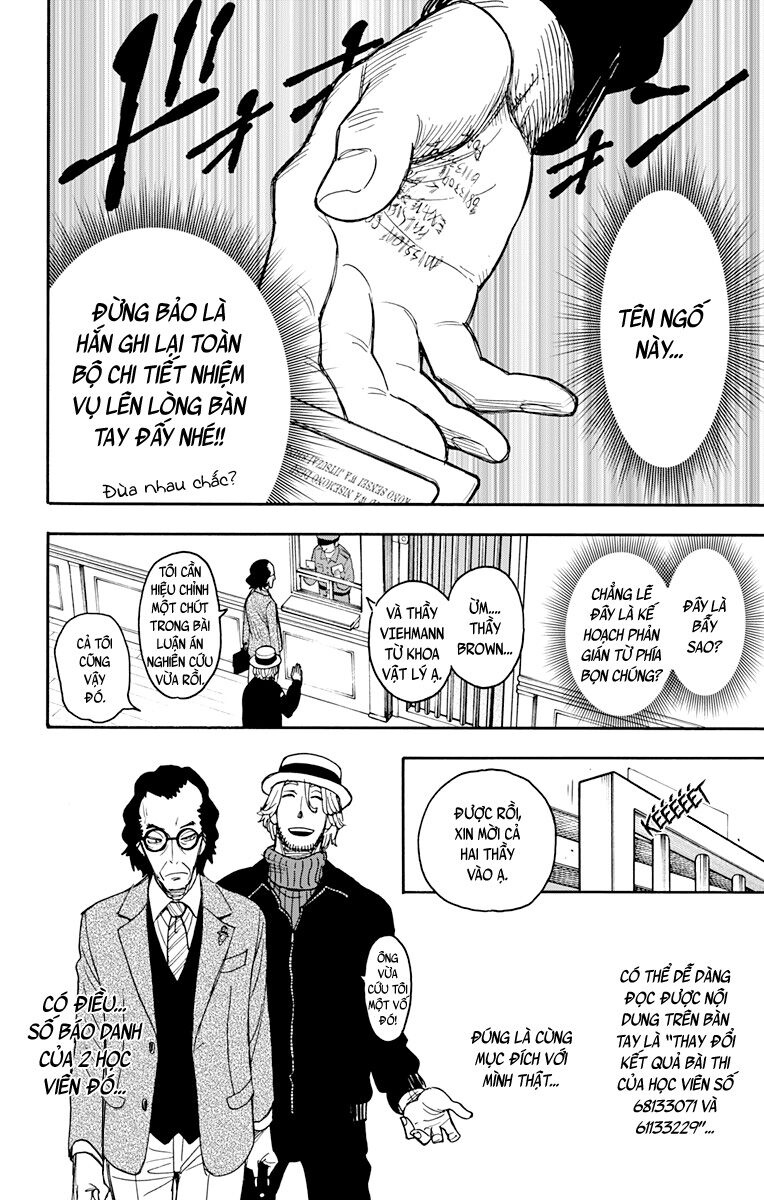 TÊN NGỐ
NÀY...
ĐỪNG BẢO LÀ
HẮN GHI LẠI TOÀN
BỘ CHI TIẾT NHIỆM
VỤ LÊN LÒNG BÀN
TAY ĐẤY NHÉ!!
Đùa nhau chắc?
ĐÂY LÀ
BẪY
SAO?
CHẲNG LẼ
ĐÂY LÀ KẾ
HOẠCH PHẢN
GIÁN TỪ PHÍA
BỌN CHÚNG?
ỪM....
THẦY
BROWN...
VÀ THẦY
VIEHMANN
TỪ KHOA
VẬT LÝ Ạ.
TÔI CẦN
HIỆU CHỈNH
MỘT CHÚT
TRONG BÀI
LUẬN ÁN
NGHIÊN CỨU
VỪA RỒI.
CẢ TÔI
CŨNG
VẬY
ĐÓ.
KÉÉÉÉÉT
ĐƯỢC RỒI,
XIN MỜI CẢ
HAI THẦY
VÀO Ạ.
CÓ THỂ DỄ DÀNG
ĐỌC ĐƯỢC NỘI
DUNG TRÊN BÀN
TAY LÀ "THAY ĐỔI
KẾT QUẢ BÀI THI
CỦA HỌC VIÊN SỐ
68133071 VÀ
61133229"...
ĐÚNG LÀ CÙNG
MỤC ĐÍCH VỚI
MÌNH THẬT...
ÔNG
VỪA
CỨU TÔI
MỘT VỐ
ĐÓ!
CÓ ĐIỀU...
SỐ BÁO DANH
CỦA 2 HỌC
VIÊN ĐÓ...